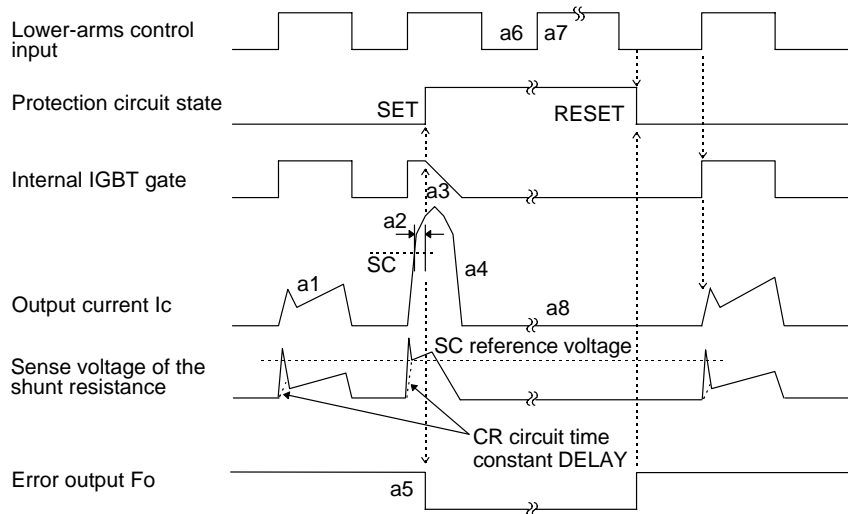 Lower-arms control
input
a6
a7
Protection circuit state
SET
RESET
Internal IGBT gate
a3
a2
SC
a4
a1
Output current Ic
a8
SC reference voltage
Sense voltage of the
shunt resistance
CR circuit time
constant DELAY
Error output Fo
a5